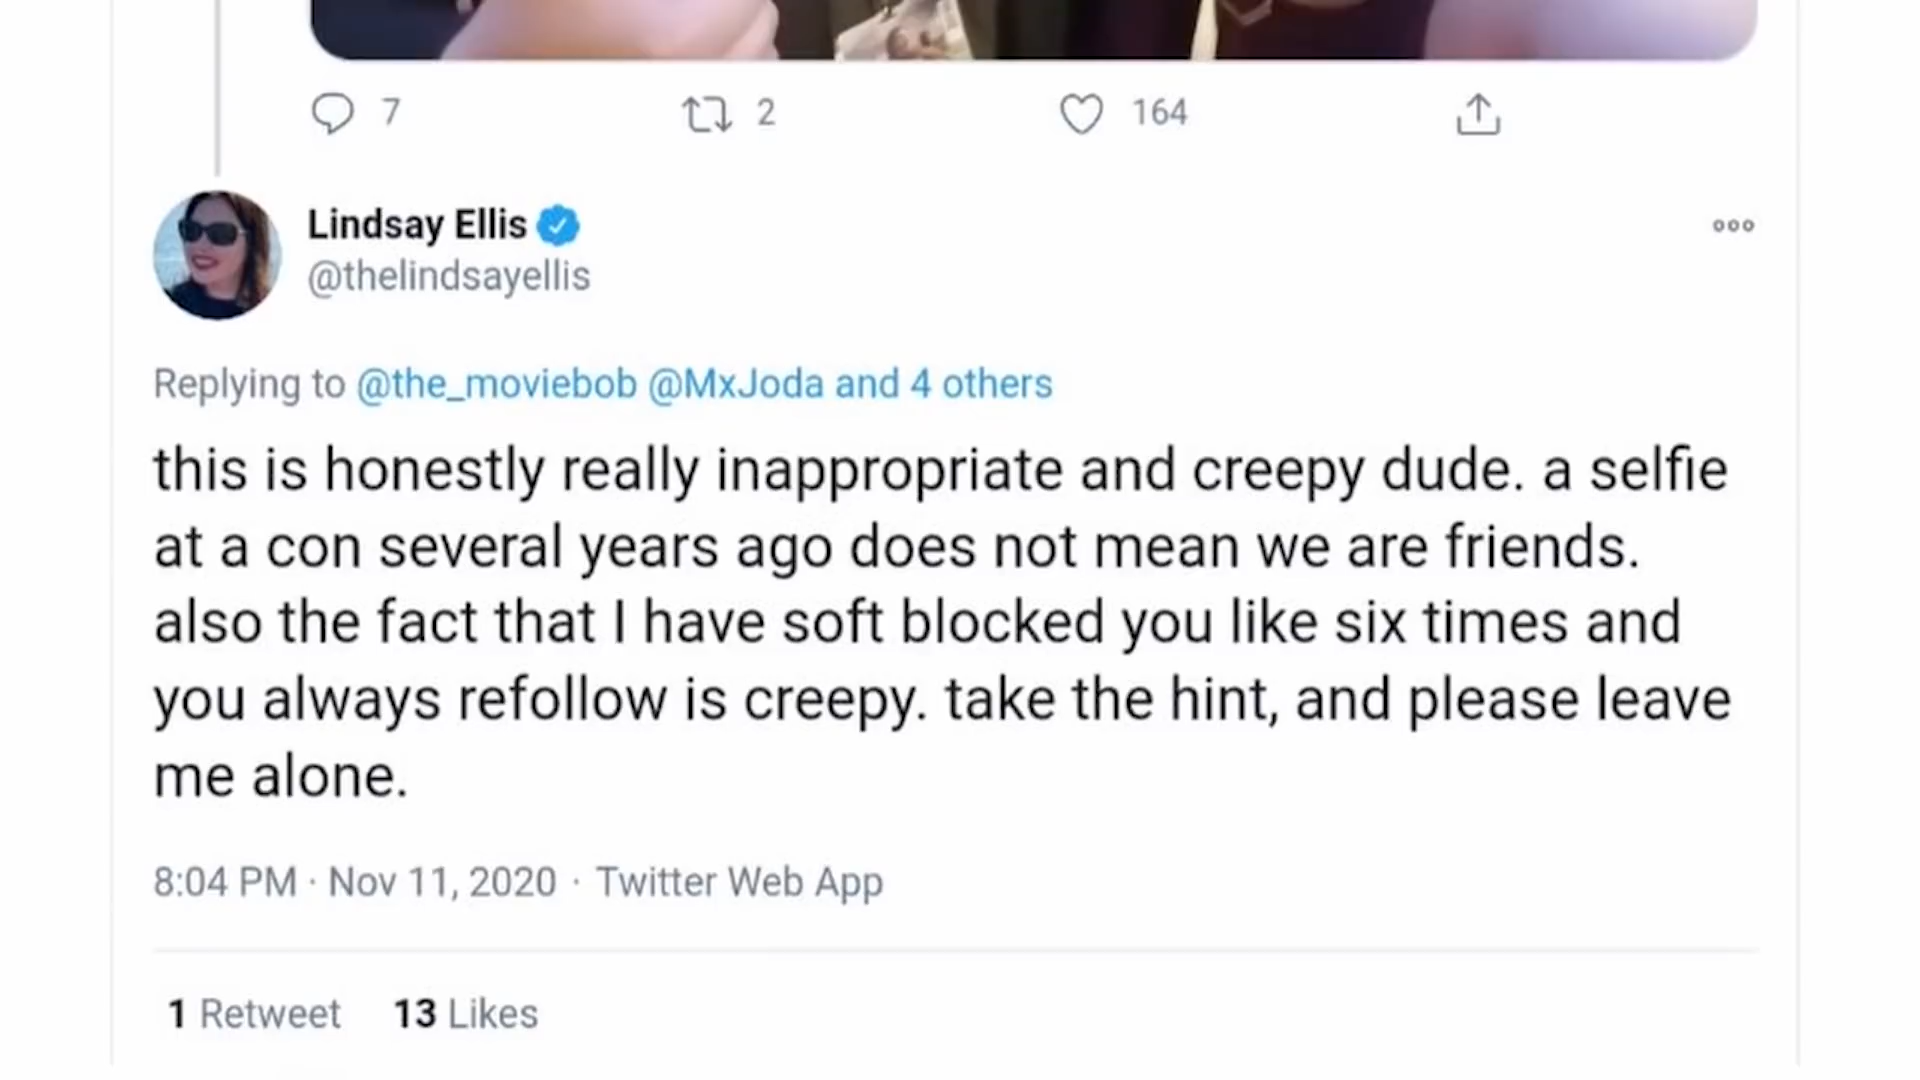 7 2 164
Lindsay Ellis
@thelindsayellis
Replying to @the_moviebob @MxJoda and 4 others
this is honestly really inappropriate and creepy dude. a selfie
at a con several years ago does not mean we are friends.
also the fact that I have soft blocked you like six times and
you always refollow is creepy. take the hint, and please leave
me alone.
8:04 PM · Nov 11, 2020 · Twitter Web App
1 Retweet 13 Likes